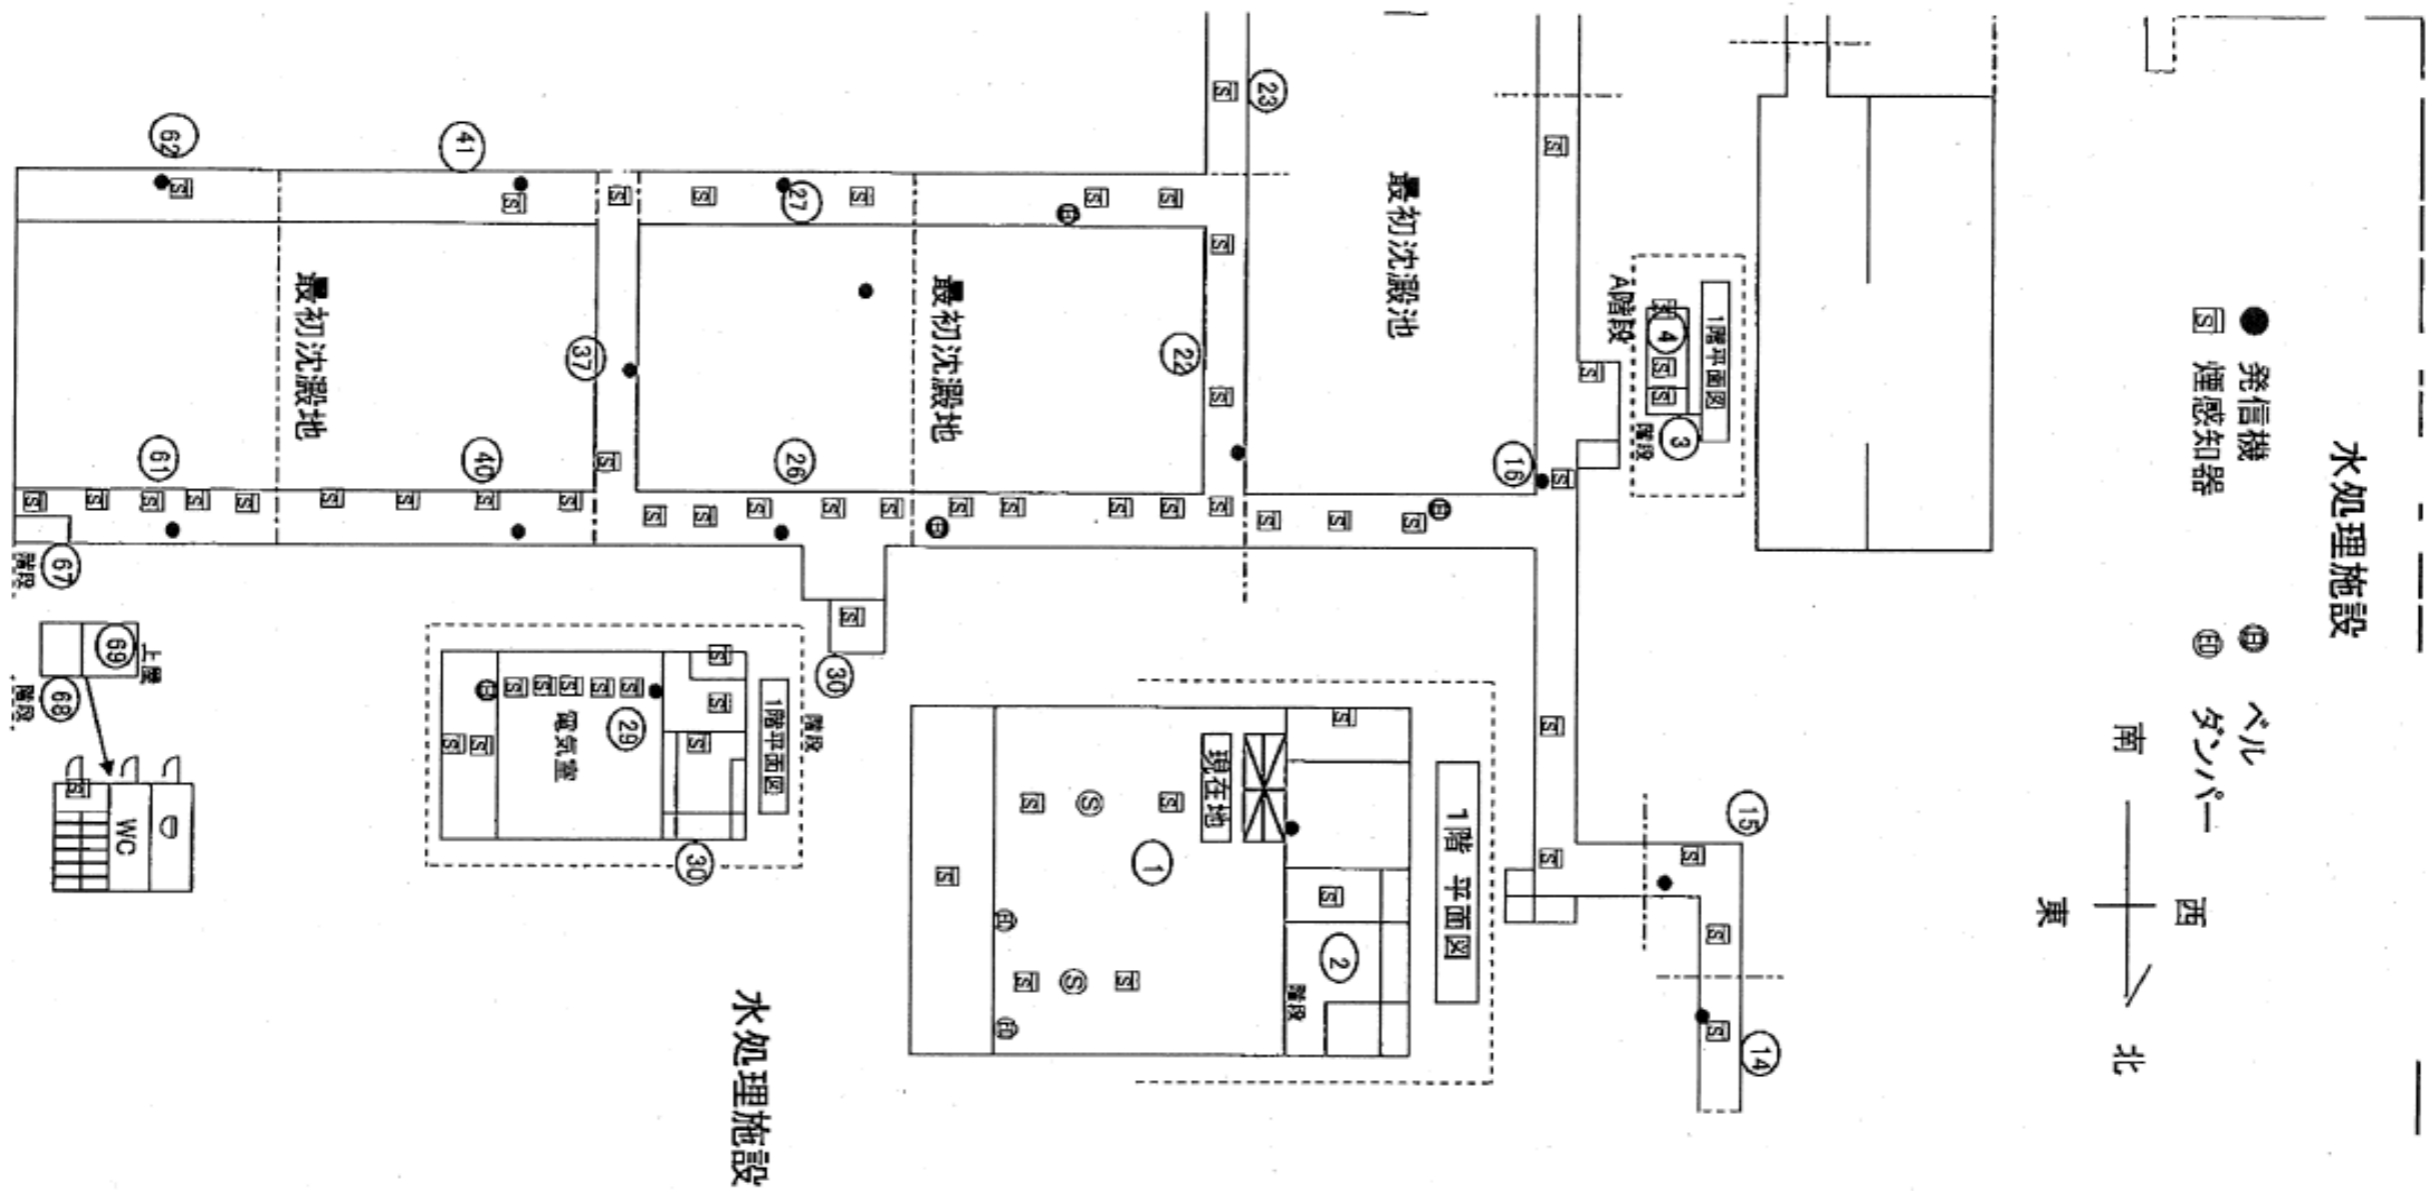 水処理施設
● 発信機
S 煙感知器
B ベル
ED ダンパー
南
西
東
北
23
62
41
27
最初沈澱池
A階段
1階平面図
4
3
階段
最初沈澱地
最初沈澱地
37
22
16
61
40
26
67
階段
69
上屋
68
階段
WC
30
階段
1階平面図
29
電気室
30
現在地
1階 平面図
1
2
階段
15
14
水処理施設